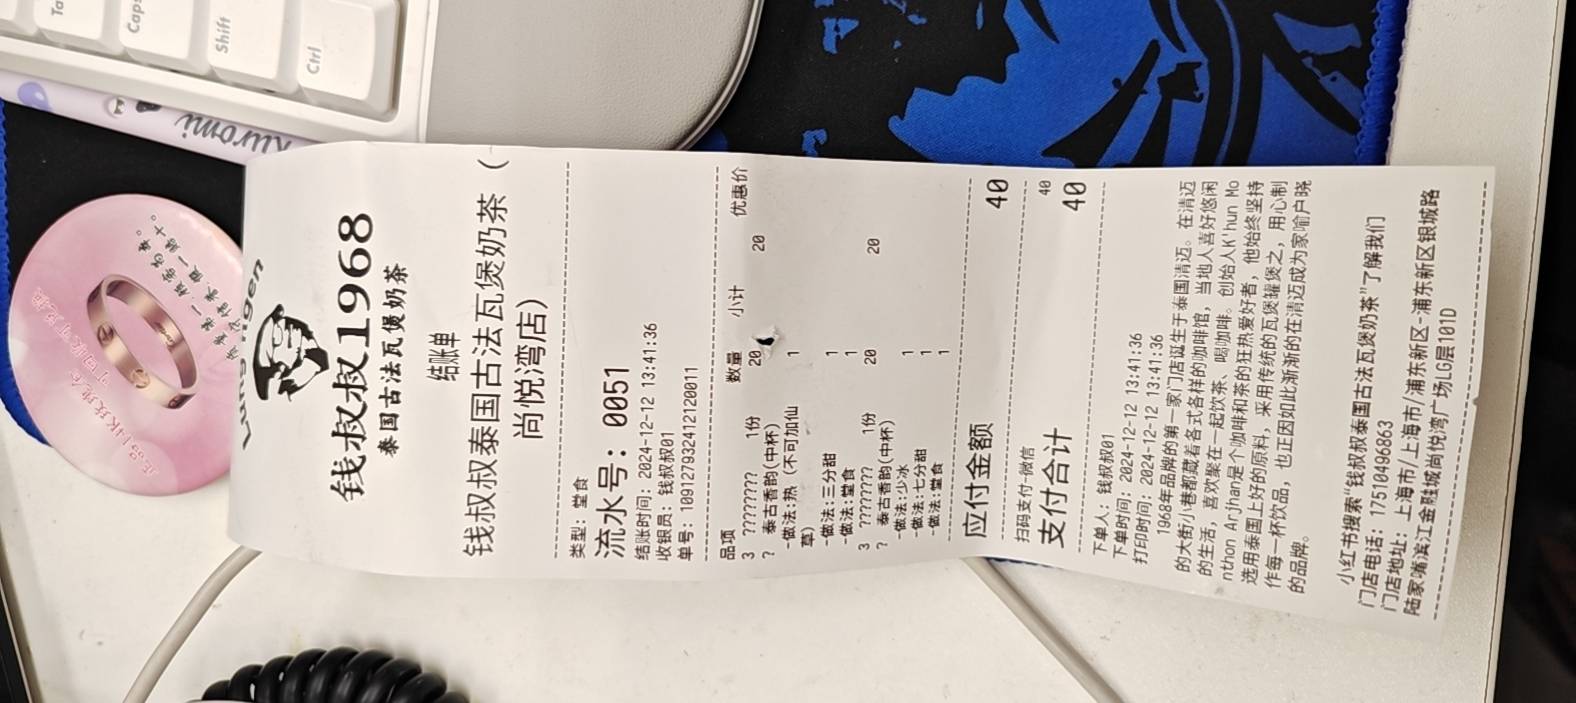 Tab
Caps
Shift
Ctrl
kuromi
钱叔叔1968
泰国古法瓦煲奶茶
结账单
钱叔叔泰国古法瓦煲奶茶（
尚悦湾店）
类型: 堂食
流水号: 0051
结账时间: 2024-12-12 13:41:36
收银员: 钱叔叔01
单号: 109127932412120011
品项 数量 小计 优惠价
3 ???????? 1份 20 20
? 泰古香韵(中杯)
-做法:热 (不可加仙 1
草)
-做法:三分甜 1
-做法:堂食 1
3 ???????? 1份 20 20
? 泰古香韵(中杯)
-做法:少冰 1
-做法:七分甜 1
-做法:堂食 1
应付金额 40
扫码支付-微信 40
支付合计 40
下单人: 钱叔叔01
下单时间: 2024-12-12 13:41:36
打印时间: 2024-12-12 13:41:36
1968年品牌的第一家门店诞生于泰国清迈。在清迈
的大街小巷都藏着各式各样的咖啡馆，当地人喜好悠闲
的生活，喜欢聚在一起饮茶、喝咖啡。创始人K'hun Mo
nthon Arjhan是个咖啡和茶的狂热爱好者，他始终坚持
选用泰国上好的原料，采用传统的瓦煲罐煲之，用心制
作每一杯饮品，也正因如此渐渐的在清迈成为家喻户晓
的品牌。
小红书搜索“钱叔叔泰国古法瓦煲奶茶”了解我们
门店电话: 17510496863
门店地址: 上海市/上海市/浦东新区-浦东新区银城路
陆家嘴滨江金融城尚悦湾广场LG层101D